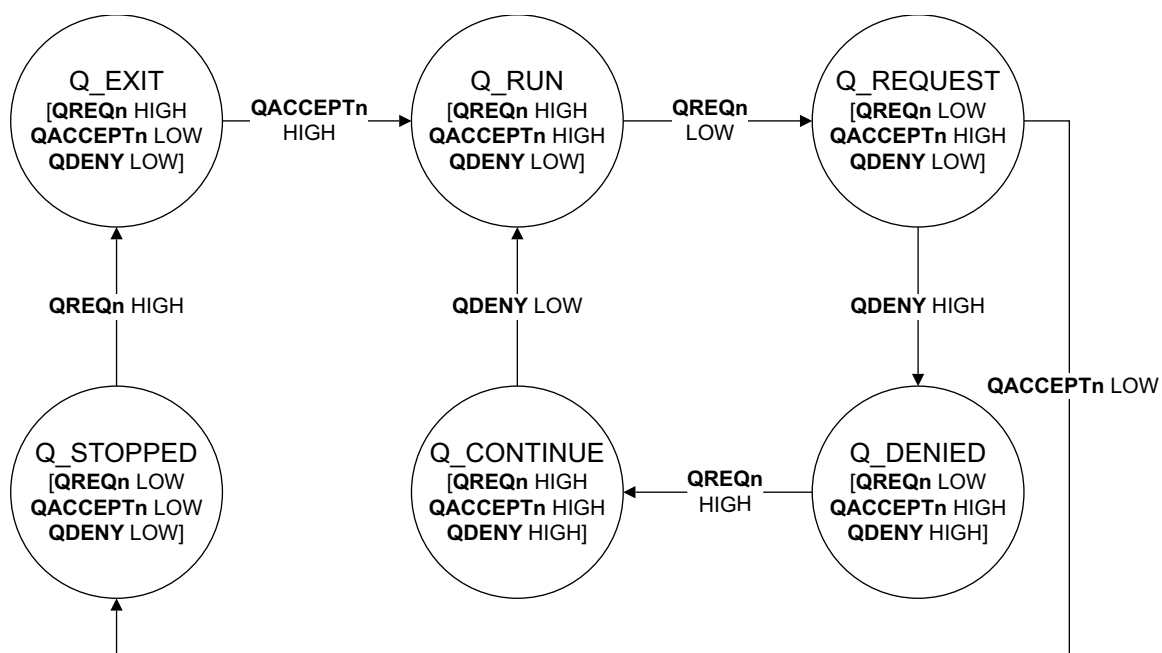 Q_EXIT
[QREQn HIGH
QACCEPTn LOW
QDENY LOW]
QACCEPTn
HIGH
Q_RUN
[QREQn HIGH
QACCEPTn HIGH
QDENY LOW]
QREQn
LOW
Q_REQUEST
[QREQn LOW
QACCEPTn HIGH
QDENY LOW]
QREQn HIGH
QDENY LOW
QDENY HIGH
QACCEPTn LOW
Q_STOPPED
[QREQn LOW
QACCEPTn LOW
QDENY LOW]
Q_CONTINUE
[QREQn HIGH
QACCEPTn HIGH
QDENY HIGH]
QREQn
HIGH
Q_DENIED
[QREQn LOW
QACCEPTn HIGH
QDENY HIGH]